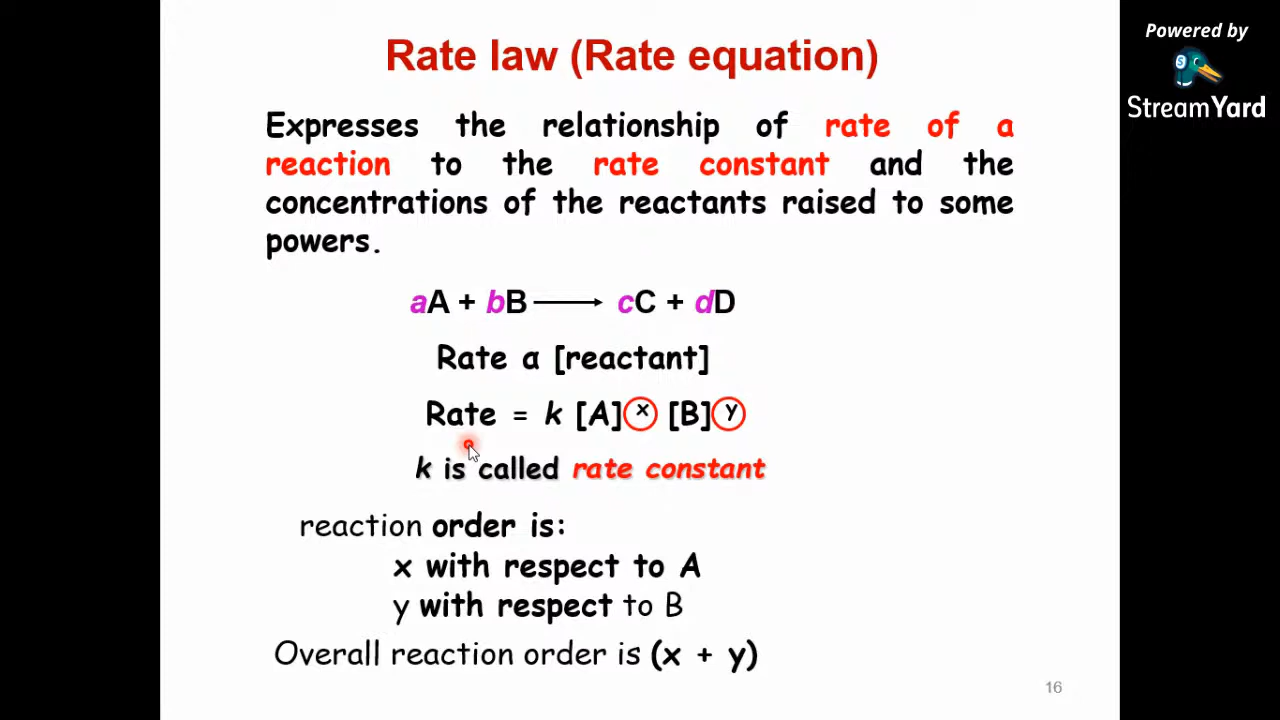 Powered by
StreamYard
Rate law (Rate equation)
Expresses the relationship of rate of a
reaction to the rate constant and the
concentrations of the reactants raised to some
powers.
aA + bB ⟶ cC + dD
Rate α [reactant]
Rate = k [A]x [B]y
k is called rate constant
reaction order is:
x with respect to A
y with respect to B
Overall reaction order is (x + y)
16